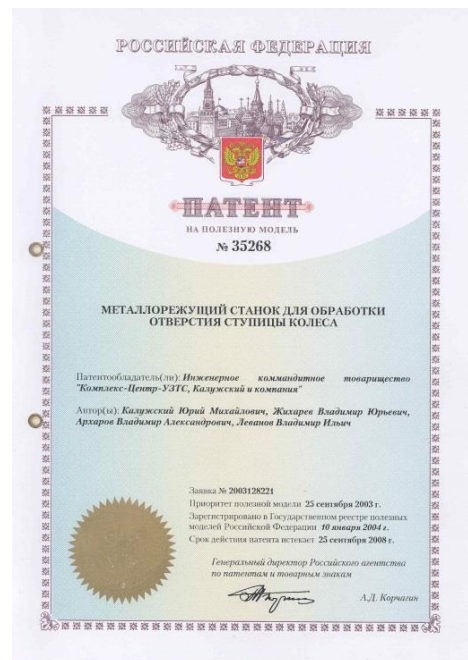 РОССИЙСКАЯ ФЕДЕРАЦИЯ
ПАТЕНТ
НА ПОЛЕЗНУЮ МОДЕЛЬ
№ 35268
МЕТАЛЛОРЕЖУЩИЙ СТАНОК ДЛЯ ОБРАБОТКИ
ОТВЕРСТИЯ СТУПИЦЫ КОЛЕСА
Патентообладатель(ли): Инженерное коммандитное товарищество
"Комплекс-Центр-УЗТС, Калужский и компания"
Автор(ы): Калужский Юрий Михайлович, Жихарев Владимир Юрьевич,
Архаров Владимир Александрович, Леванов Владимир Ильич
Заявка № 2003128221
Приоритет полезной модели 25 сентября 2003 г.
Зарегистрировано в Государственном реестре полезных
моделей Российской Федерации 10 января 2004 г.
Срок действия патента истекает 25 сентября 2008 г.
Генеральный директор Российского агентства
по патентам и товарным знакам
А.Д. Корчагин